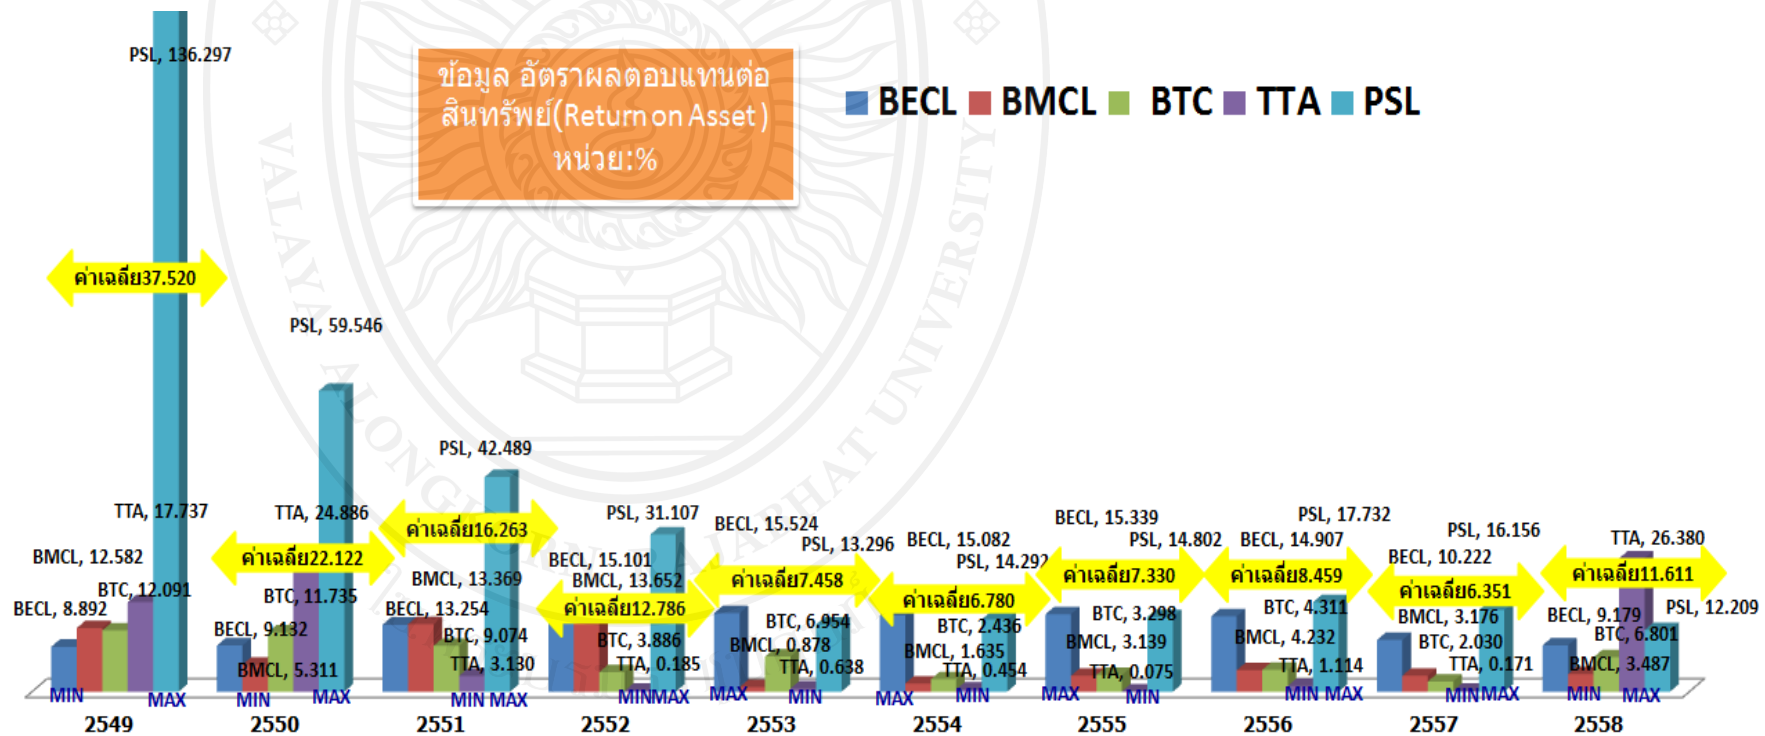 ข้อมูล อัตราผลตอบแทนต่อ
สินทรัพย์(Return on Asset )
หน่วย:%
BECL BMCL BTC TTA PSL
PSL, 136.297
ค่าเฉลี่ย37.520
TTA, 17.737
BMCL, 12.582
BTC, 12.091
BECL, 8.892
MIN
MAX
2549
PSL, 59.546
TTA, 24.886
ค่าเฉลี่ย22.122
BTC, 11.735
BECL, 9.132
BMCL, 5.311
MIN
MAX
2550
PSL, 42.489
ค่าเฉลี่ย16.263
BMCL, 13.369
BECL, 13.254
BTC, 9.074
TTA, 3.130
MIN MAX
2551
PSL, 31.107
BECL, 15.101
BMCL, 13.652
ค่าเฉลี่ย12.786
BTC, 3.886
TTA, 0.185
MIN MAX
2552
BECL, 15.524
PSL, 13.296
ค่าเฉลี่ย7.458
BTC, 6.954
BMCL, 0.878
TTA, 0.638
MAX
MIN
2553
BECL, 15.082
PSL, 14.292
ค่าเฉลี่ย6.780
BTC, 2.436
BMCL, 1.635
TTA, 0.454
MAX
MIN
2554
BECL, 15.339
PSL, 14.802
ค่าเฉลี่ย7.330
BTC, 3.298
BMCL, 3.139
TTA, 0.075
MAX
MIN
2555
PSL, 17.732
BECL, 14.907
ค่าเฉลี่ย8.459
BTC, 4.311
BMCL, 4.232
TTA, 1.114
MIN MAX
2556
PSL, 16.156
BECL, 10.222
ค่าเฉลี่ย6.351
BMCL, 3.176
BTC, 2.030
TTA, 0.171
MIN MAX
2557
TTA, 26.380
ค่าเฉลี่ย11.611
PSL, 12.209
BECL, 9.179
BTC, 6.801
BMCL, 3.487
MIN
MAX
2558
VALAYA ALONGKORN RAJABHAT UNIVERSITY